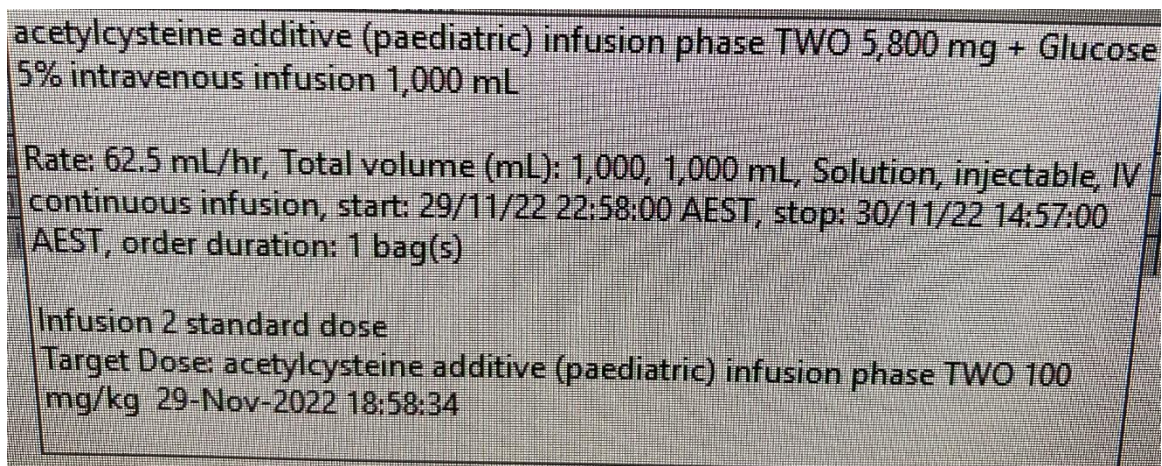 acetylcysteine additive (paediatric) infusion phase TWO 5,800 mg + Glucose
5% intravenous infusion 1,000 mL
Rate: 62.5 mL/hr, Total volume (mL): 1,000, 1,000 mL, Solution, injectable, IV
continuous infusion, start: 29/11/22 22:58:00 AEST, stop: 30/11/22 14:57:00
AEST, order duration: 1 bag(s)
Infusion 2 standard dose
Target Dose: acetylcysteine additive (paediatric) infusion phase TWO 100
mg/kg 29-Nov-2022 18:58:34